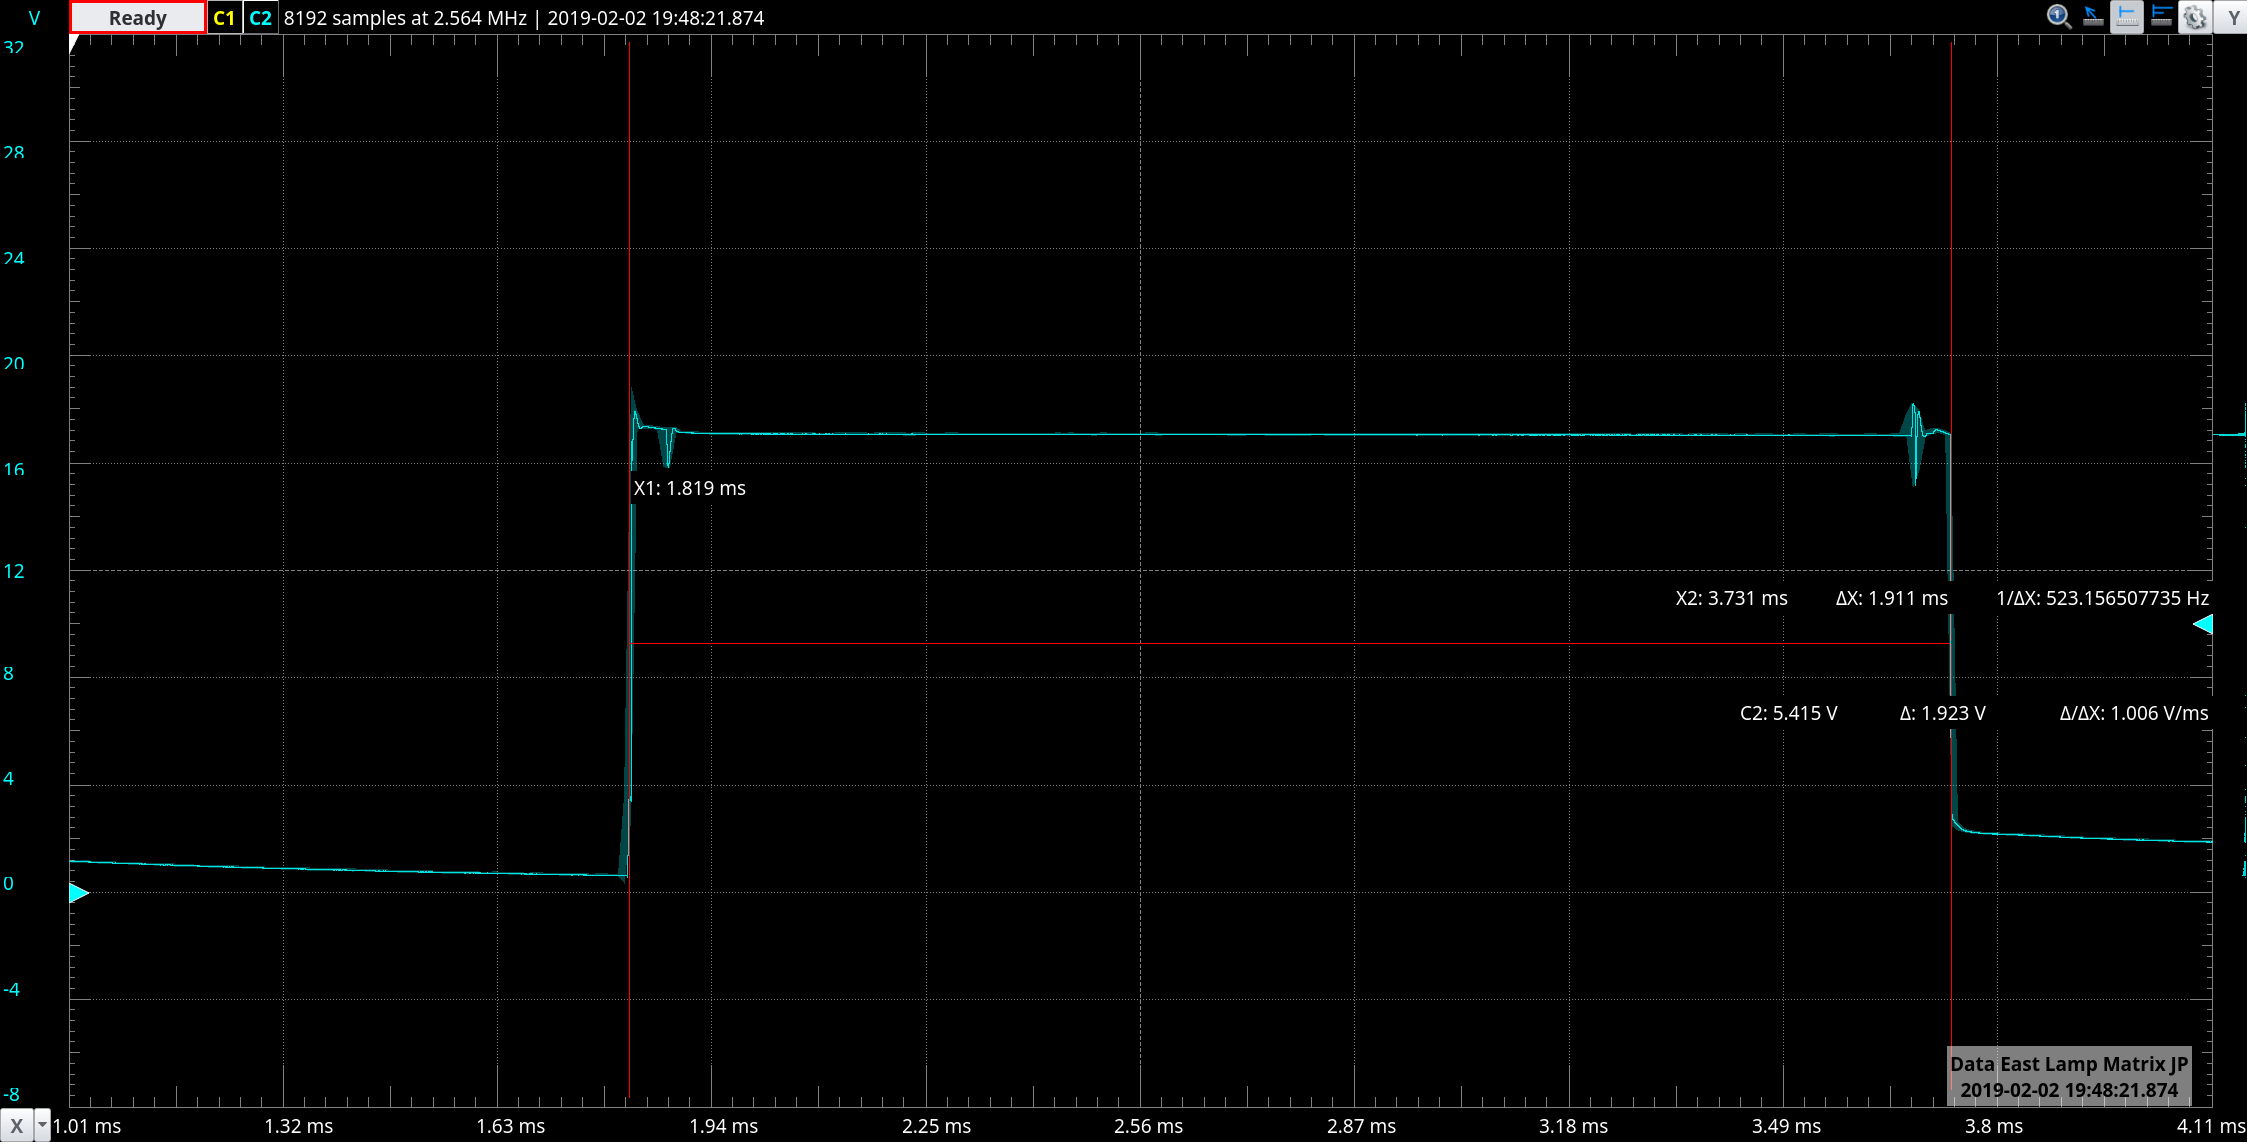 V Ready C1 C2 8192 samples at 2.564 MHz | 2019-02-02 19:48:21.874 Y
32
28
24
20
16
X1: 1.819 ms
12
X2: 3.731 ms ΔX: 1.911 ms 1/ΔX: 523.156507735 Hz
8
C2: 5.415 V Δ: 1.923 V Δ/ΔX: 1.006 V/ms
4
0
-4
Data East Lamp Matrix JP
2019-02-02 19:48:21.874
-8
X 1.01 ms 1.32 ms 1.63 ms 1.94 ms 2.25 ms 2.56 ms 2.87 ms 3.18 ms 3.49 ms 3.8 ms 4.11 ms